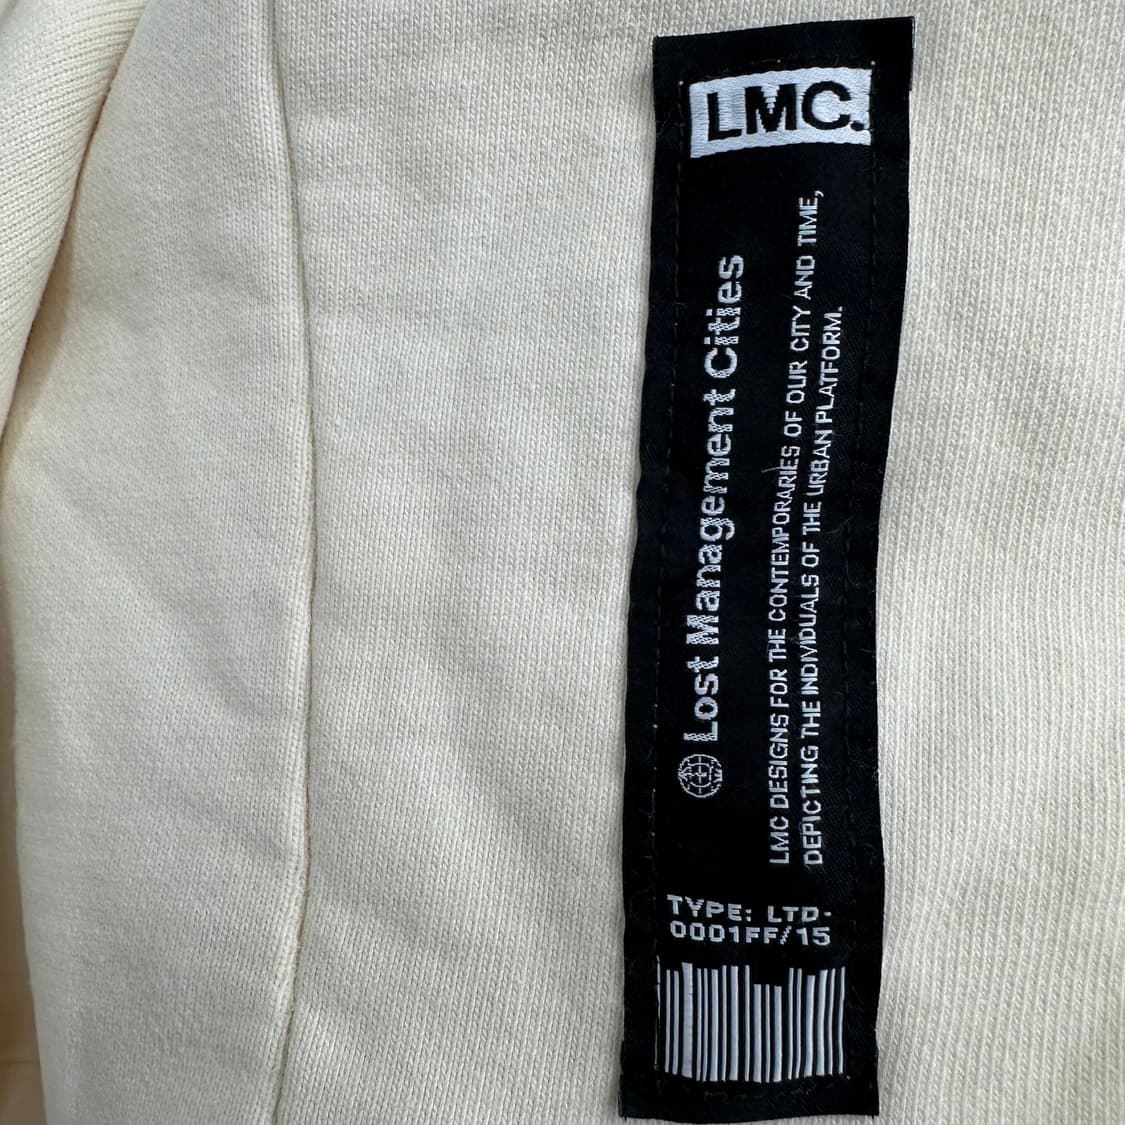 LMC.
Lost Management Cities
LMC DESIGNS FOR THE CONTEMPORARIES OF OUR CITY AND TIME,
DEPICTING THE INDIVIDUALS OF THE URBAN PLATFORM.
TYPE: LTD-
0001FF/15